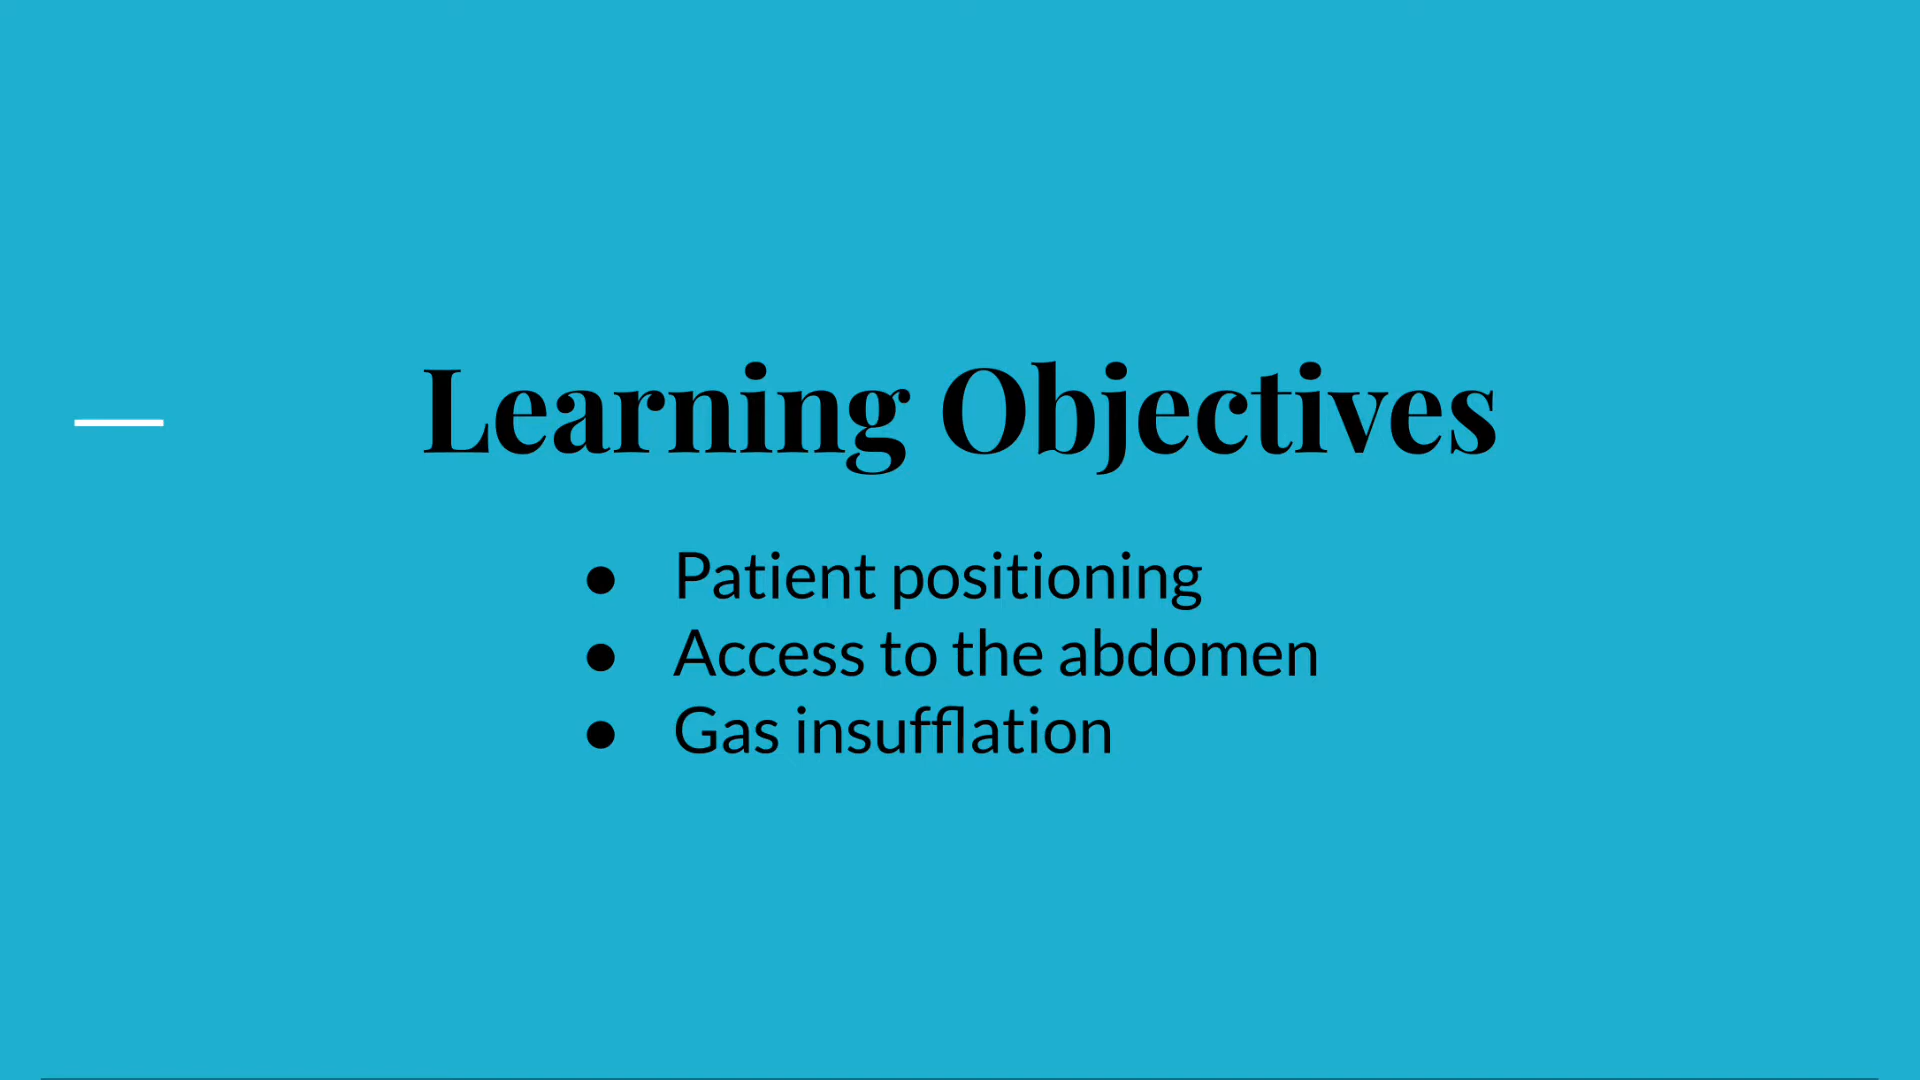 Learning Objectives
● Patient positioning
● Access to the abdomen
● Gas insufflation